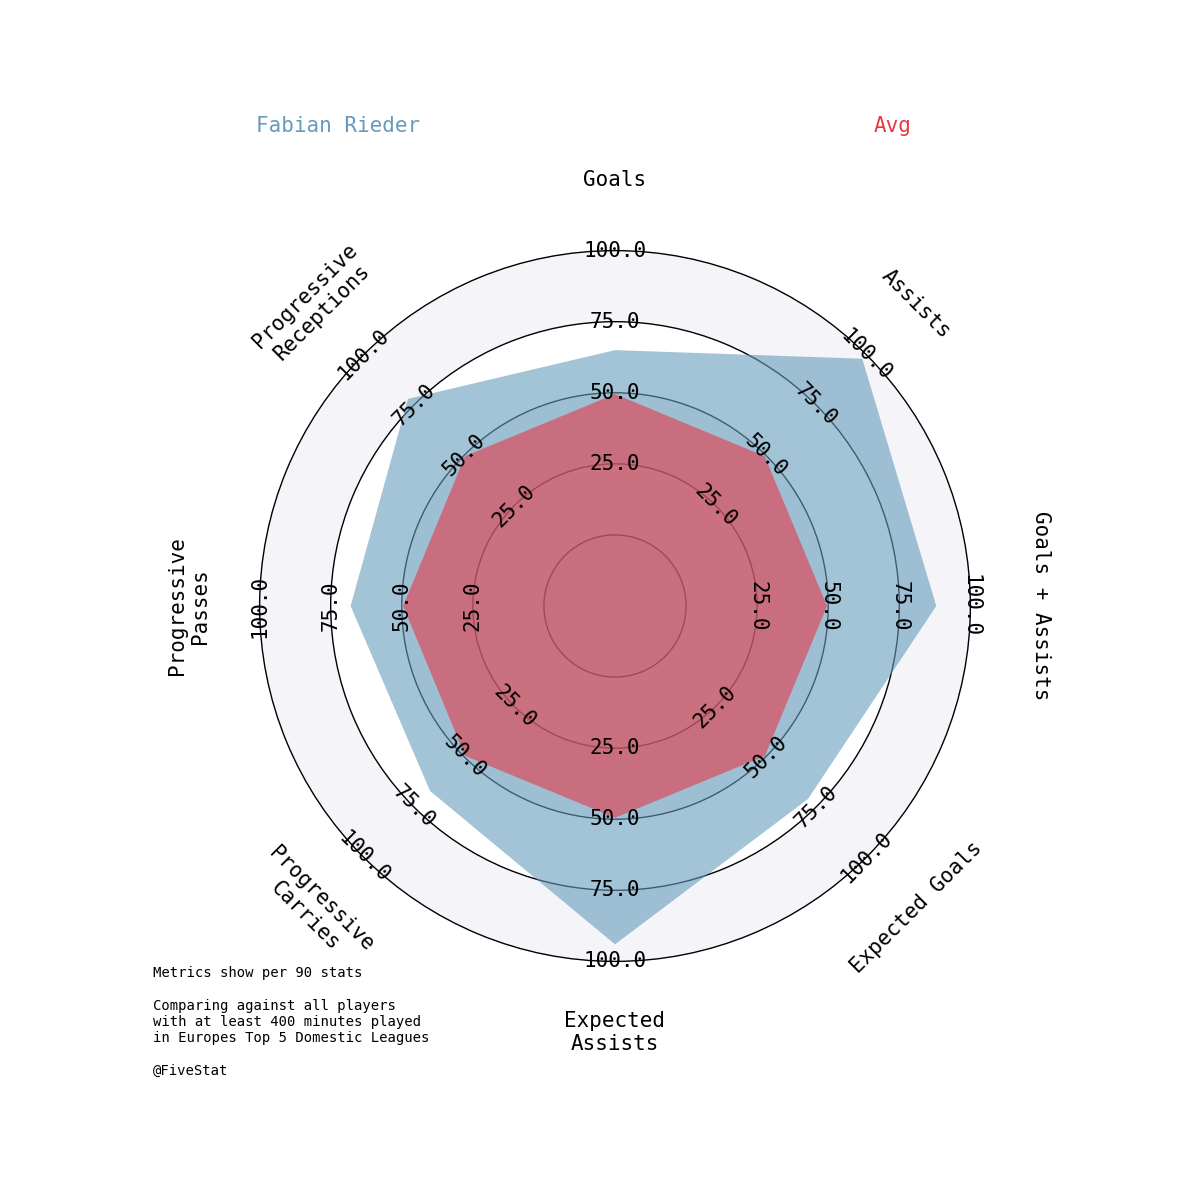 Fabian Rieder
Avg
Goals
Progressive
Receptions
Assists
100.0
100.0
100.0
75.0
75.0
75.0
50.0
50.0
50.0
25.0
25.0
25.0
Progressive
Passes
100.0
75.0
50.0
25.0
25.0
50.0
75.0
100.0
Goals + Assists
25.0
25.0
25.0
50.0
50.0
50.0
75.0
75.0
75.0
100.0
100.0
100.0
Progressive
Carries
Expected Goals
Expected
Assists
Metrics show per 90 stats
Comparing against all players
with at least 400 minutes played
in Europes Top 5 Domestic Leagues
@FiveStat